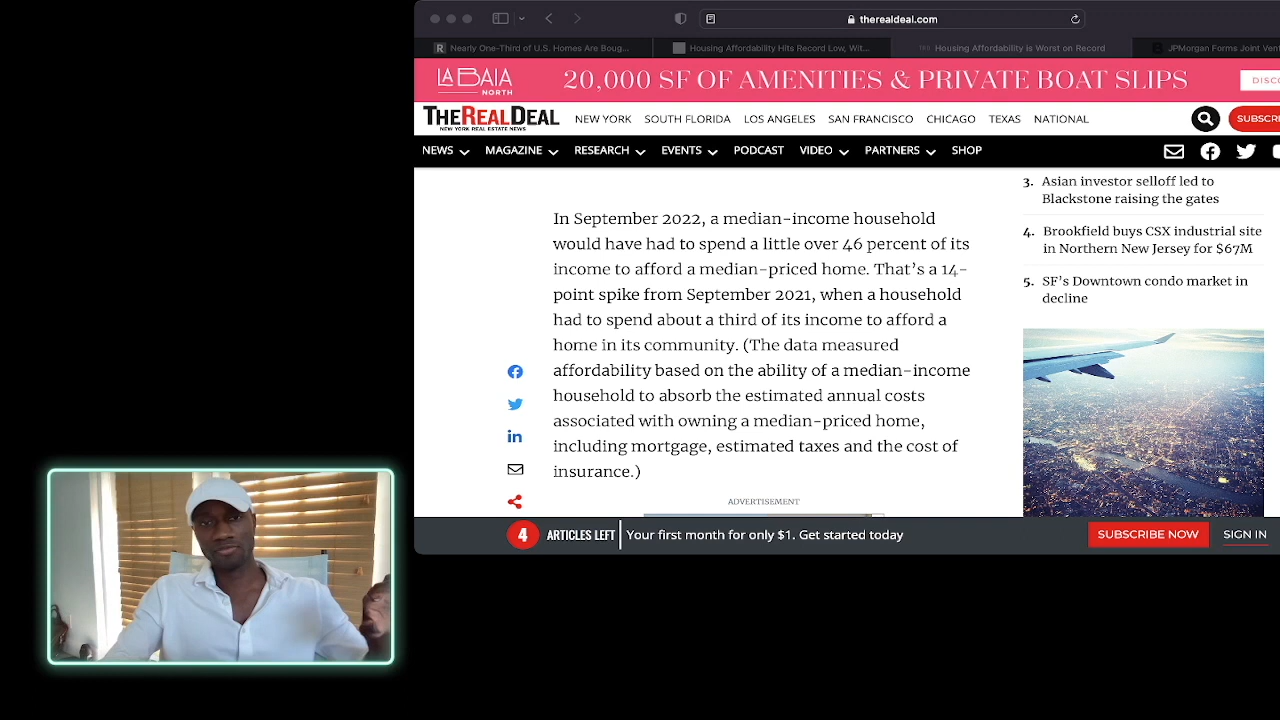 therealdeal.com
Nearly One-Third of U.S. Homes Are Boug...
Housing Affordability Hits Record Low, Wit...
Housing Affordability is Worst on Record
JPMorgan Forms Joint Vent
LA BAIA
NORTH
20,000 SF OF AMENITIES & PRIVATE BOAT SLIPS
DISC
THEREALDEAL
NEW YORK REAL ESTATE NEWS
NEW YORK SOUTH FLORIDA LOS ANGELES SAN FRANCISCO CHICAGO TEXAS NATIONAL
SUBSCRI
NEWS MAGAZINE RESEARCH EVENTS PODCAST VIDEO PARTNERS SHOP
In September 2022, a median-income household
would have had to spend a little over 46 percent of its
income to afford a median-priced home. That's a 14-
point spike from September 2021, when a household
had to spend about a third of its income to afford a
home in its community. (The data measured
affordability based on the ability of a median-income
household to absorb the estimated annual costs
associated with owning a median-priced home,
including mortgage, estimated taxes and the cost of
insurance.)
ADVERTISEMENT
3. Asian investor selloff led to
Blackstone raising the gates
4. Brookfield buys CSX industrial site
in Northern New Jersey for $67M
5. SF's Downtown condo market in
decline
4 ARTICLES LEFT Your first month for only $1. Get started today
SUBSCRIBE NOW SIGN IN